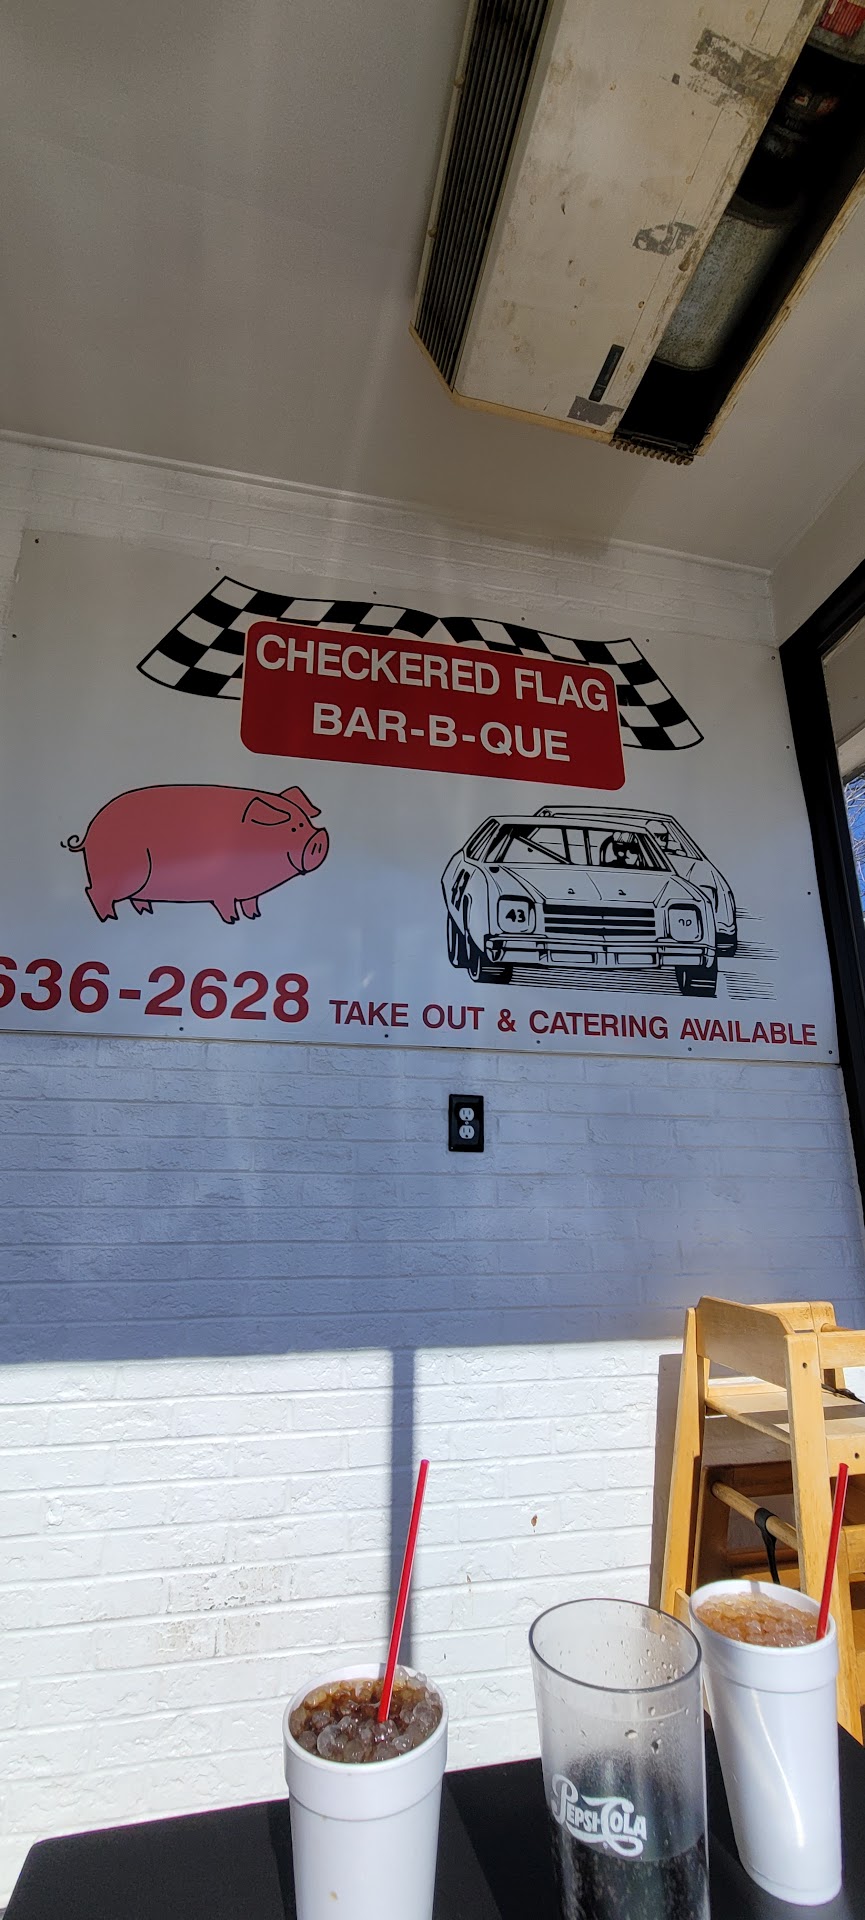 CHECKERED FLAG
BAR-B-QUE
43
636-2628 TAKE OUT & CATERING AVAILABLE
PEPSI-COLA